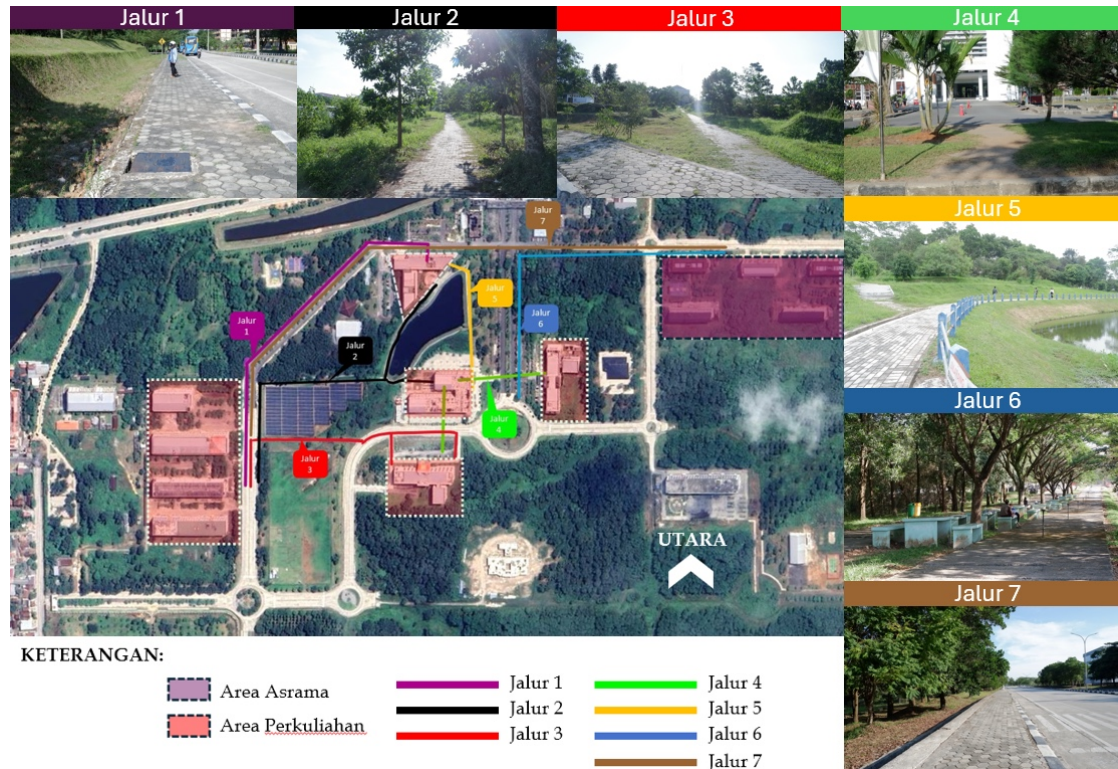 Jalur 1
Jalur 2
Jalur 3
Jalur 4
Jalur 5
Jalur 6
Jalur 7
Jalur
7
Jalur
5
Jalur
1
Jalur
6
Jalur
2
Jalur
4
Jalur
3
UTARA
KETERANGAN:
Area Asrama
Area Perkuliahan
Jalur 1
Jalur 2
Jalur 3
Jalur 4
Jalur 5
Jalur 6
Jalur 7